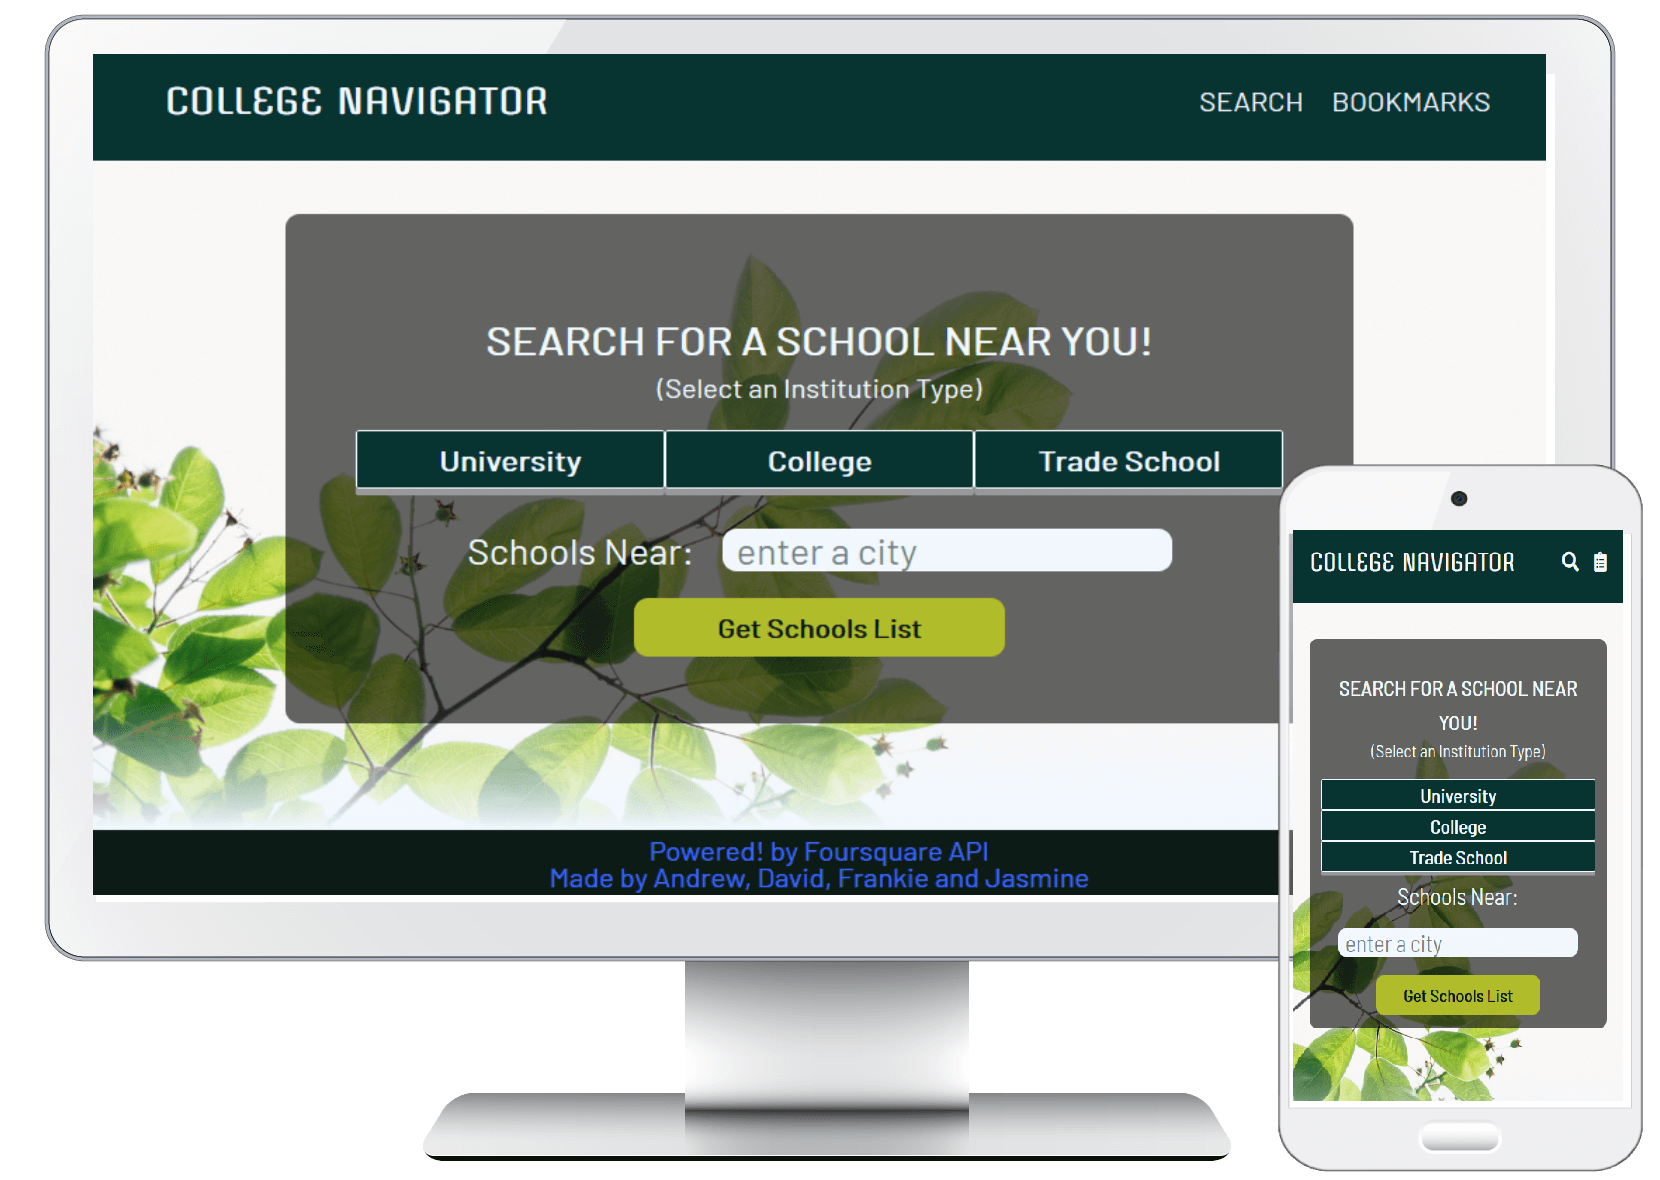 COLLEGE NAVIGATOR
SEARCH BOOKMARKS
SEARCH FOR A SCHOOL NEAR YOU!
(Select an Institution Type)
University College Trade School
Schools Near: enter a city
Get Schools List
Powered! by Foursquare API
Made by Andrew, David, Frankie and Jasmine
COLLEGE NAVIGATOR
SEARCH FOR A SCHOOL NEAR
YOU!
(Select an Institution Type)
University
College
Trade School
Schools Near:
enter a city
Get Schools List